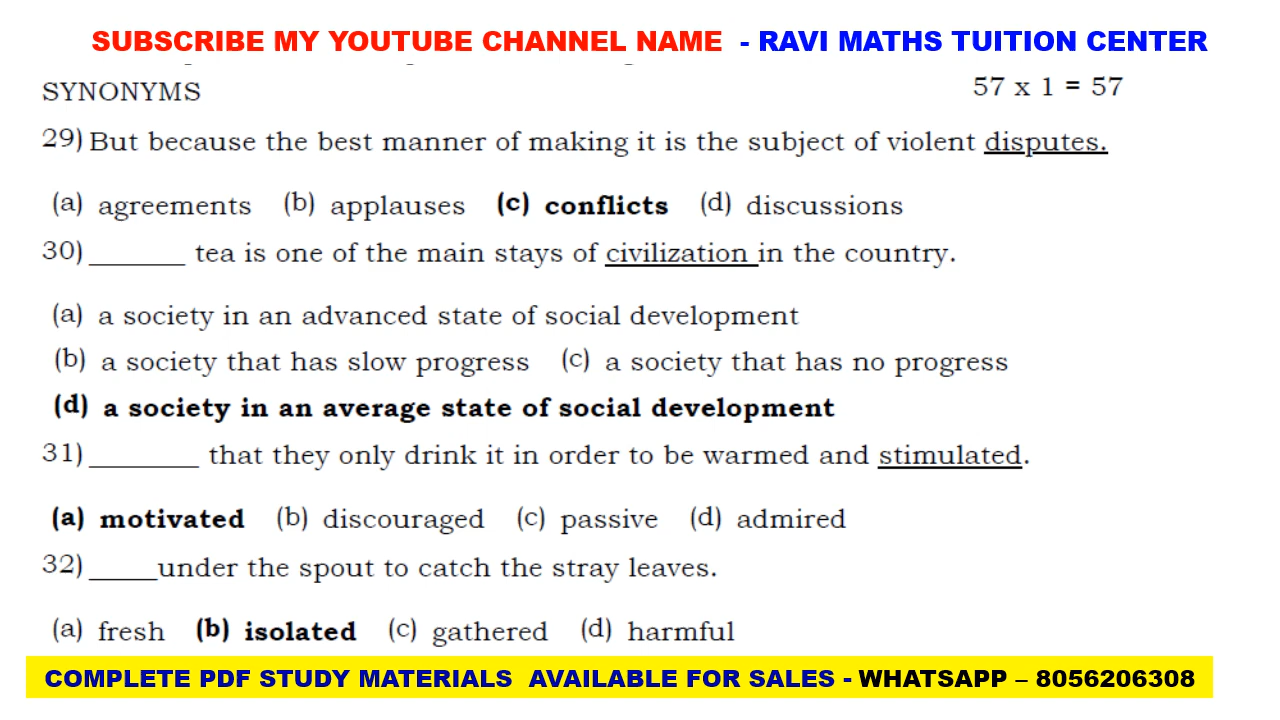 SUBSCRIBE MY YOUTUBE CHANNEL NAME - RAVI MATHS TUITION CENTER
SYNONYMS 57 x 1 = 57
29) But because the best manner of making it is the subject of violent disputes.
(a) agreements (b) applauses (c) conflicts (d) discussions
30) _______ tea is one of the main stays of civilization in the country.
(a) a society in an advanced state of social development
(b) a society that has slow progress (c) a society that has no progress
(d) a society in an average state of social development
31) ________ that they only drink it in order to be warmed and stimulated.
(a) motivated (b) discouraged (c) passive (d) admired
32) _____under the spout to catch the stray leaves.
(a) fresh (b) isolated (c) gathered (d) harmful
COMPLETE PDF STUDY MATERIALS AVAILABLE FOR SALES - WHATSAPP – 8056206308